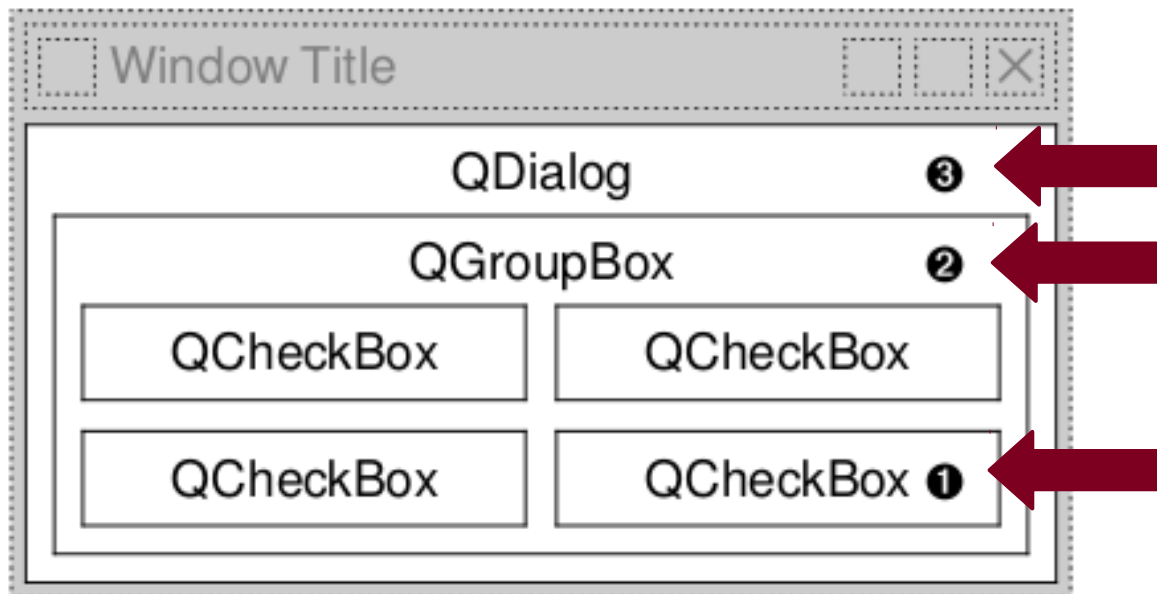 Window Title
QDialog ❸
QGroupBox ❷
QCheckBox QCheckBox
QCheckBox QCheckBox ❶